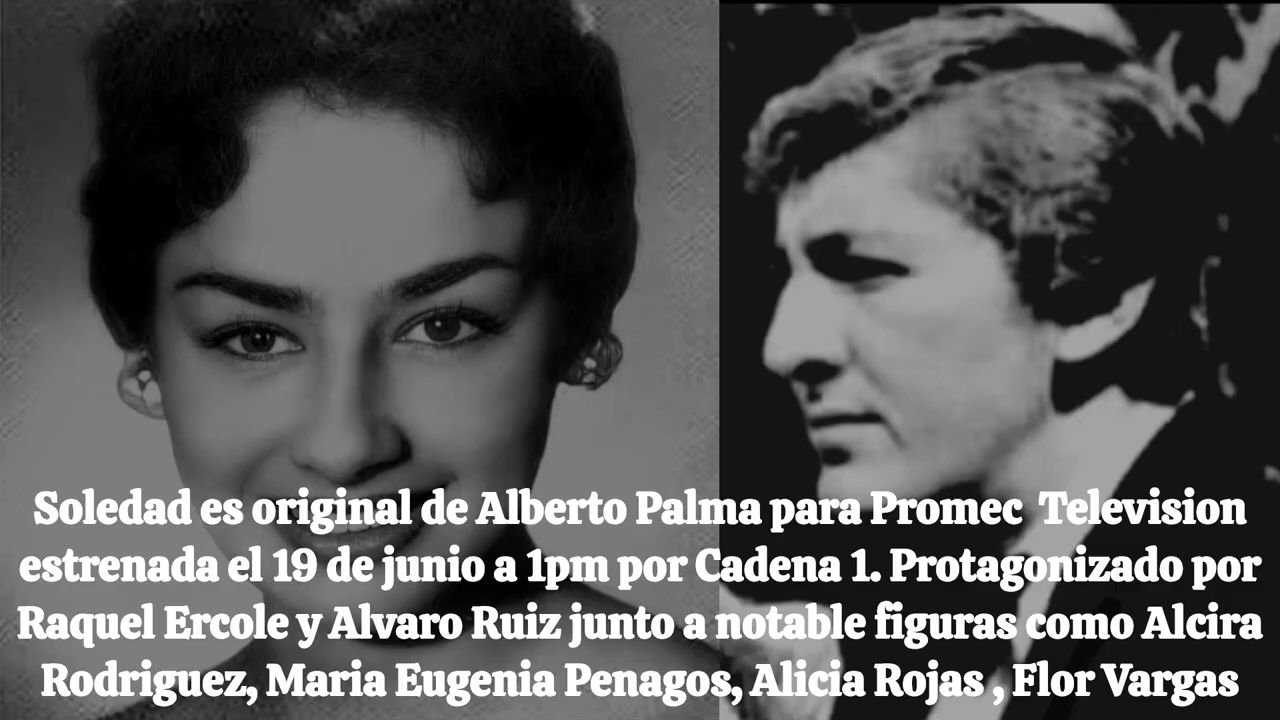 Soledad es original de Alberto Palma para Promec  Television
estrenada el 19 de junio a 1pm por Cadena 1. Protagonizado por
Raquel Ercole y Alvaro Ruiz junto a notable figuras como Alcira
Rodriguez, Maria Eugenia Penagos, Alicia Rojas , Flor Vargas